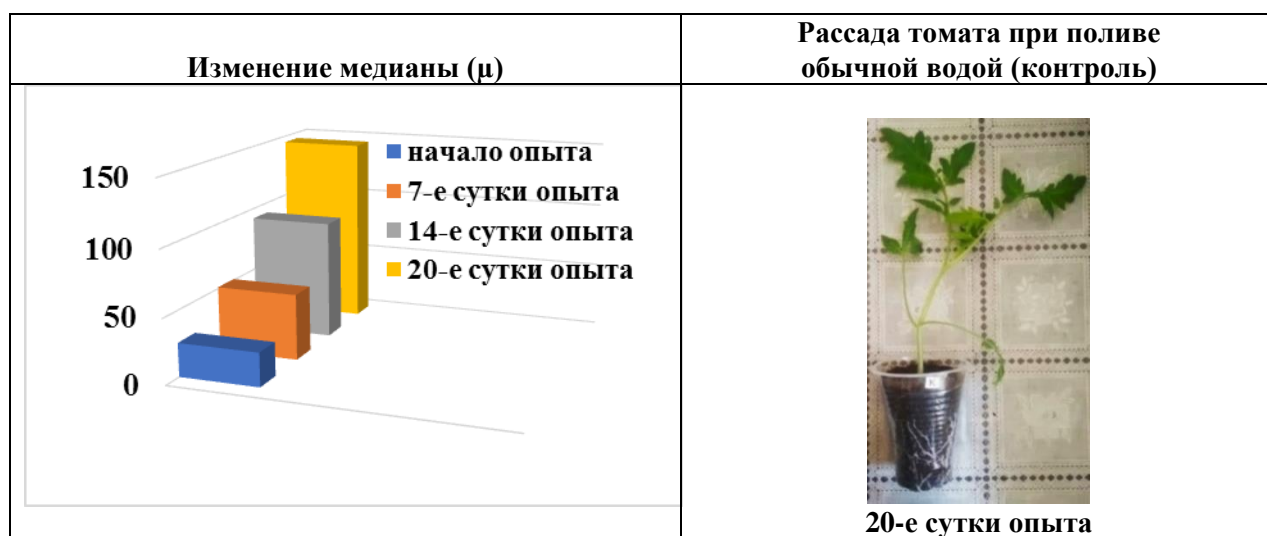 Изменение медианы (μ)
Рассада томата при поливе
обычной водой (контроль)
150
100
50
0
начало опыта
7-е сутки опыта
14-е сутки опыта
20-е сутки опыта
К
20-е сутки опыта